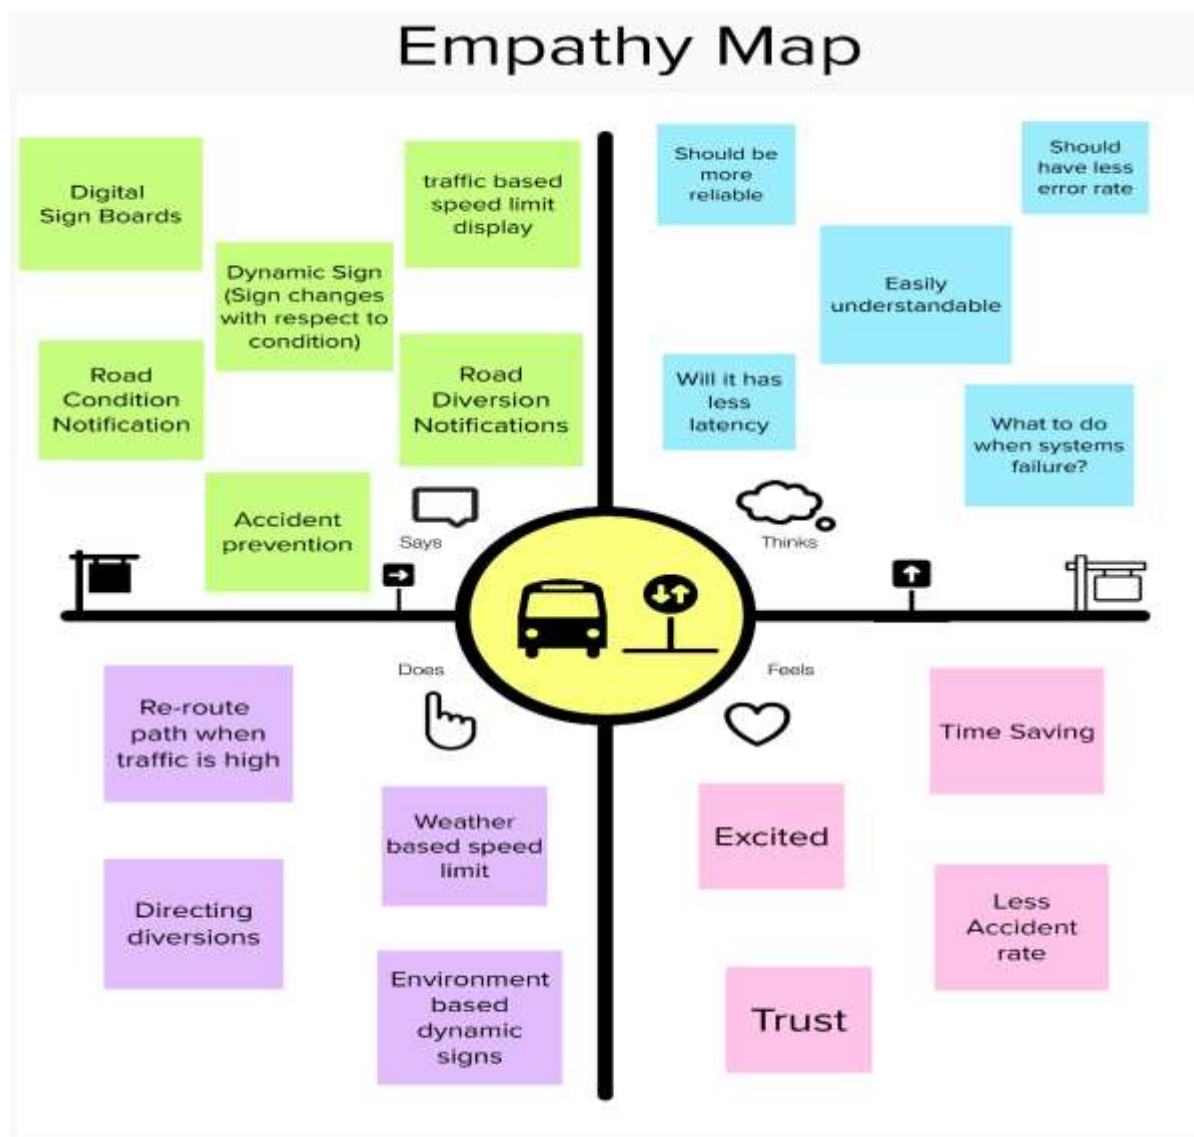 Empathy Map
Digital
Sign Boards
traffic based
speed limit
display
Dynamic Sign
(Sign changes
with respect to
condition)
Road
Condition
Notification
Road
Diversion
Notifications
Accident
prevention
Says
Should be
more
reliable
Should
have less
error rate
Easily
understandable
Will it has
less
latency
What to do
when systems
failure?
Thinks
Does
Re-route
path when
traffic is high
Weather
based speed
limit
Directing
diversions
Environment
based
dynamic
signs
Feels
Time Saving
Excited
Less
Accident
rate
Trust